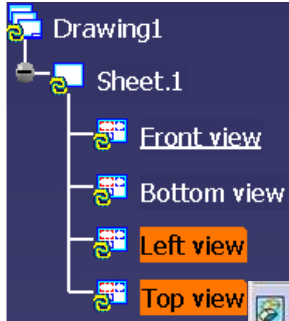 Drawing1
Sheet.1
Front view
Bottom view
Left view
Top view